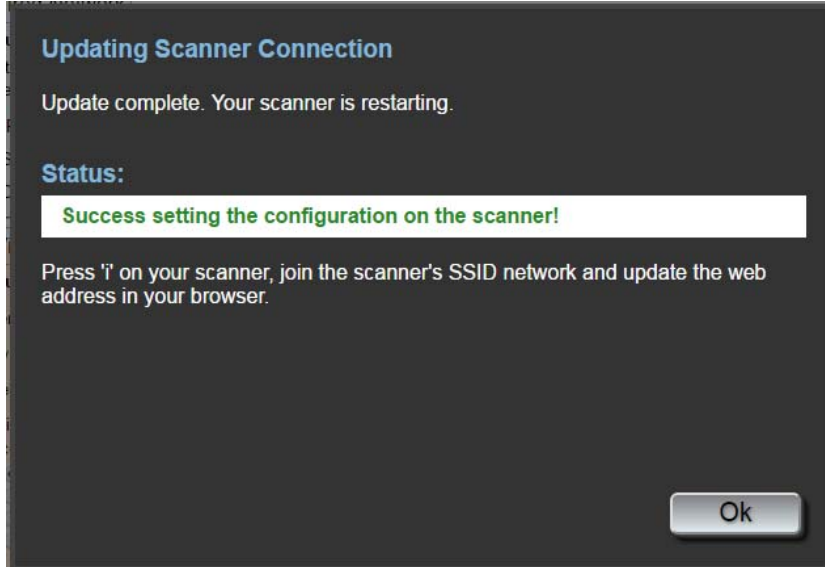 Updating Scanner Connection
Update complete. Your scanner is restarting.
Status:
Success setting the configuration on the scanner!
Press 'i' on your scanner, join the scanner's SSID network and update the web
address in your browser.
Ok